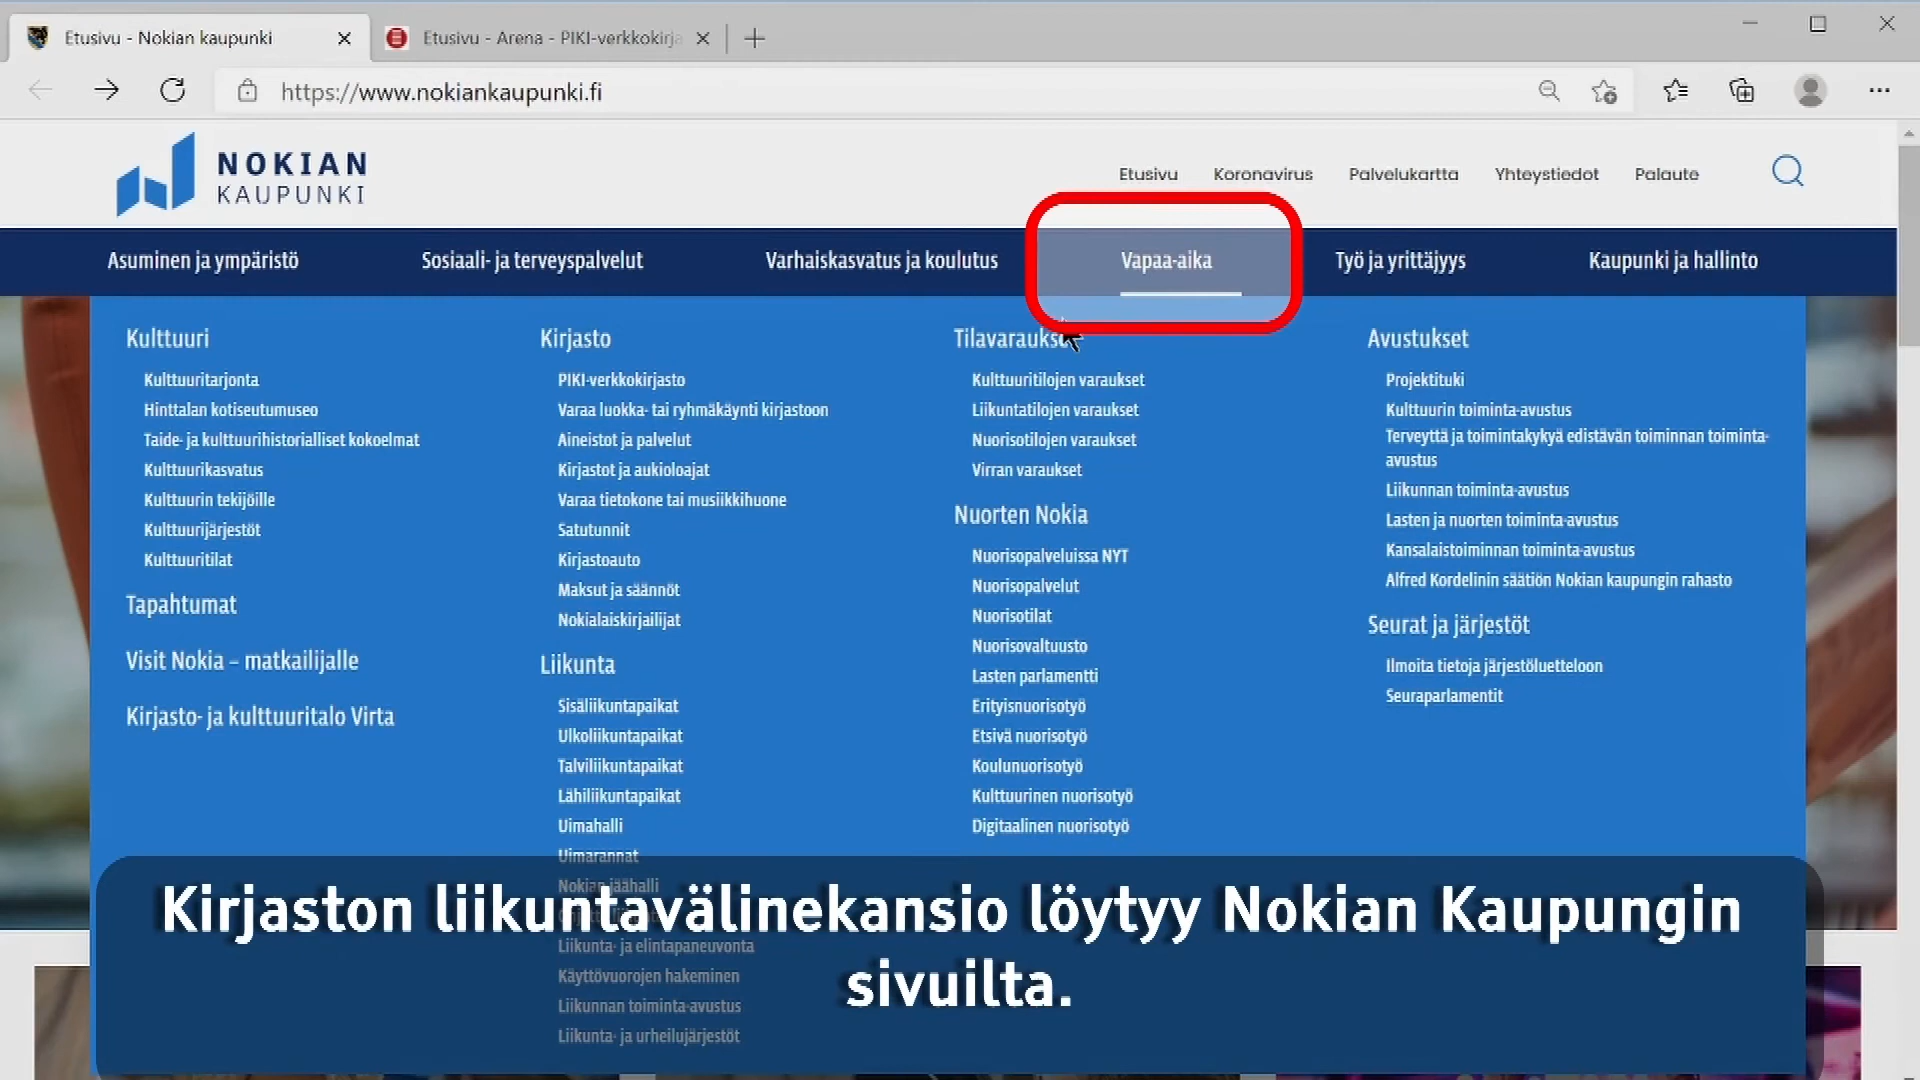 Etusivu - Nokian kaupunki
Etusivu - Arena - PIKI-verkkokirja
https://www.nokiankaupunki.fi
NOKIAN
KAUPUNKI
Etusivu
Koronavirus
Palvelukartta
Yhteystiedot
Palaute
Asuminen ja ympäristö
Sosiaali- ja terveyspalvelut
Varhaiskasvatus ja koulutus
Vapaa-aika
Työ ja yrittäjyys
Kaupunki ja hallinto
Kulttuuri
Kulttuuritarjonta
Hinttalan kotiseutumuseo
Taide- ja kulttuurihistorialliset kokoelmat
Kulttuurikasvatus
Kulttuurin tekijöille
Kulttuurijärjestöt
Kulttuuritilat
Tapahtumat
Visit Nokia – matkailijalle
Kirjasto- ja kulttuuritalo Virta
Kirjasto
PIKI-verkkokirjasto
Varaa luokka- tai ryhmäkäynti kirjastoon
Aineistot ja palvelut
Kirjastot ja aukioloajat
Varaa tietokone tai musiikkihuone
Satutunnit
Kirjastoauto
Maksut ja säännöt
Nokialaiskirjailijat
Liikunta
Sisäliikuntapaikat
Ulkoliikuntapaikat
Talviliikuntapaikat
Lähiliikuntapaikat
Uimahalli
Uimarannat
Nokian jäähalli
Liikunta- ja elintapaneuvonta
Käyttövuorojen hakeminen
Liikunnan toiminta-avustus
Liikunta- ja urheilujärjestöt
Tilavarauks
Kulttuuritilojen varaukset
Liikuntatilojen varaukset
Nuorisotilojen varaukset
Virran varaukset
Nuorten Nokia
Nuorisopalveluissa NYT
Nuorisopalvelut
Nuorisotilat
Nuorisovaltuusto
Lasten parlamentti
Erityisnuorisotyö
Etsivä nuorisotyö
Koulunuorisotyö
Kulttuurinen nuorisotyö
Digitaalinen nuorisotyö
Avustukset
Projektituki
Kulttuurin toiminta-avustus
Terveyttä ja toimintakykyä edistävän toiminnan toiminta-
avustus
Liikunnan toiminta-avustus
Lasten ja nuorten toiminta-avustus
Kansalaistoiminnan toiminta-avustus
Alfred Kordelinin säätiön Nokian kaupungin rahasto
Seurat ja järjestöt
Ilmoita tietoja järjestöluetteloon
Seuraparlamentit
Kirjaston liikuntavälinekansio löytyy Nokian Kaupungin
sivuilta.